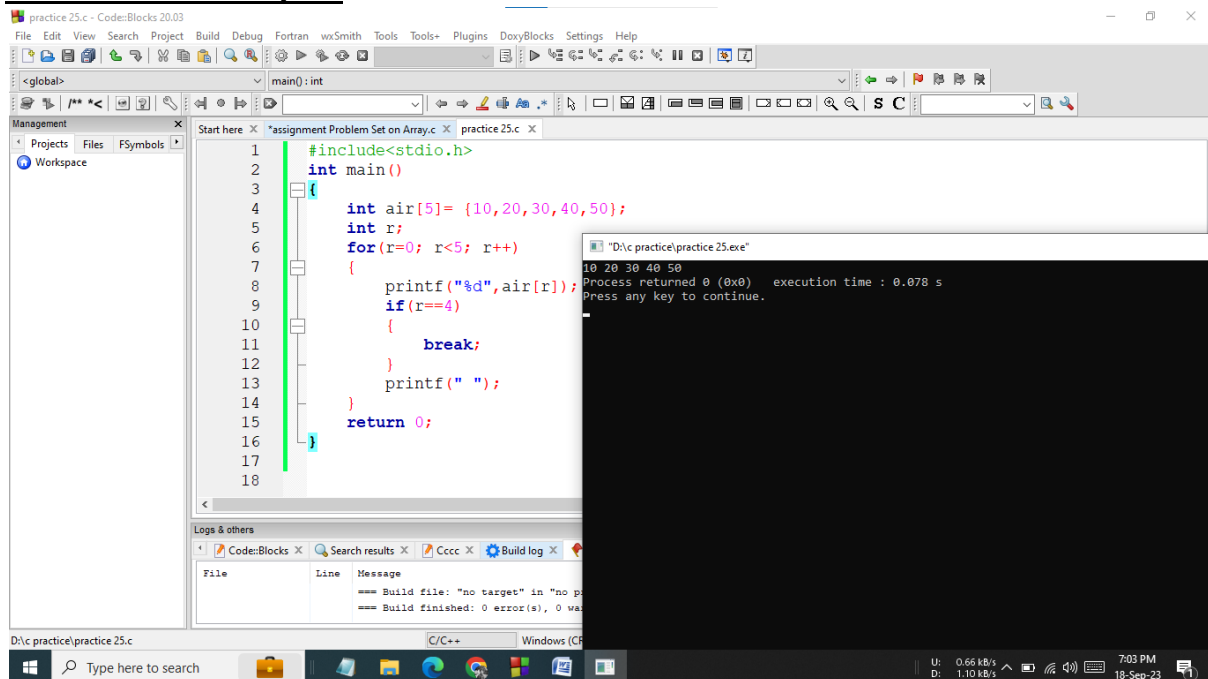 practice 25.c - Code::Blocks 20.03
File Edit View Search Project Build Debug Fortran wxSmith Tools Tools+ Plugins DoxyBlocks Settings Help
<global>
main() : int
/** *<
.*
S C
Management
Projects Files FSymbols
Workspace
Start here *assignment Problem Set on Array.c practice 25.c
1 #include<stdio.h>
2 int main()
3 {
4 int air[5]= {10,20,30,40,50};
5 int r;
6 for(r=0; r<5; r++)
7 {
8 printf("%d",air[r]);
9 if(r==4)
10 {
11 break;
12 }
13 printf(" ");
14 }
15 return 0;
16 }
17
18
"D:\c practice\practice 25.exe"
10 20 30 40 50
Process returned 0 (0x0) execution time : 0.078 s
Press any key to continue.
Logs & others
Code::Blocks Search results Cccc Build log
File Line Message
=== Build file: "no target" in "no p
=== Build finished: 0 error(s), 0 wa
D:\c practice\practice 25.c C/C++ Windows (CR
Type here to search
U: 0.66 kB/s
D: 1.10 kB/s
7:03 PM
18-Sep-23